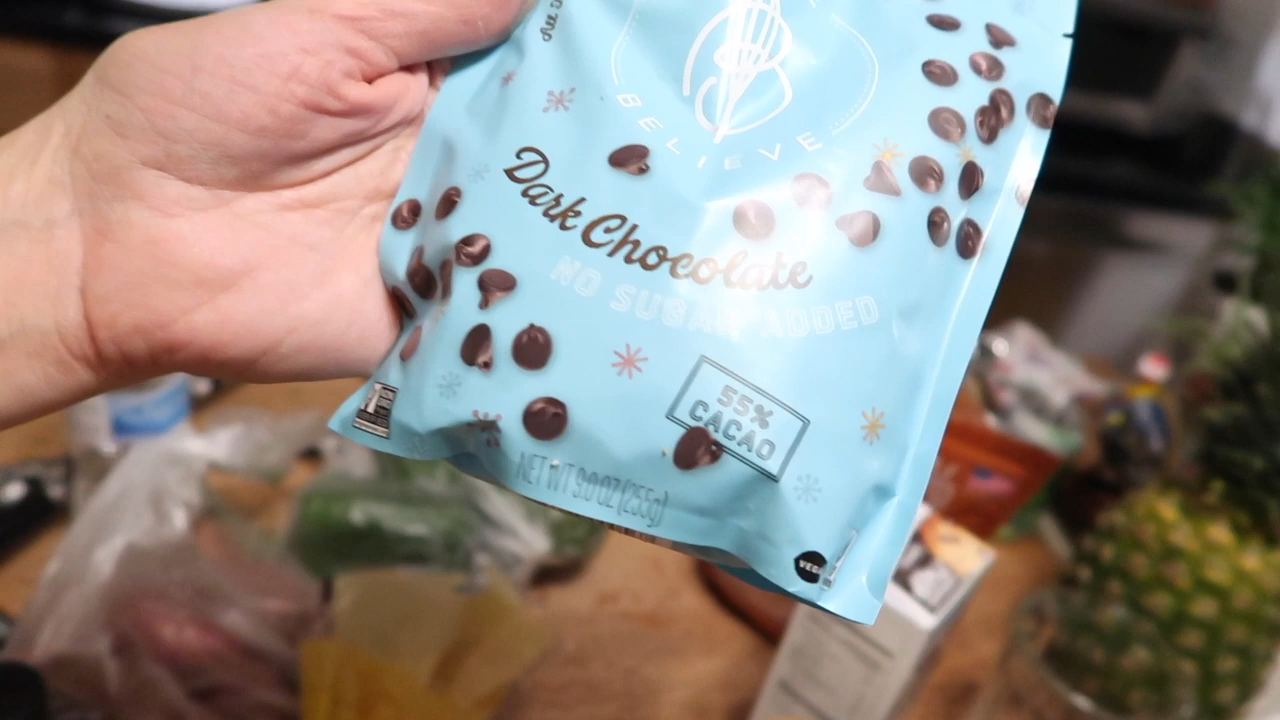 BELIEVE
Dark Chocolate
NO SUGAR ADDED
55%
CACAO
NET WT 9.0 OZ (255g)